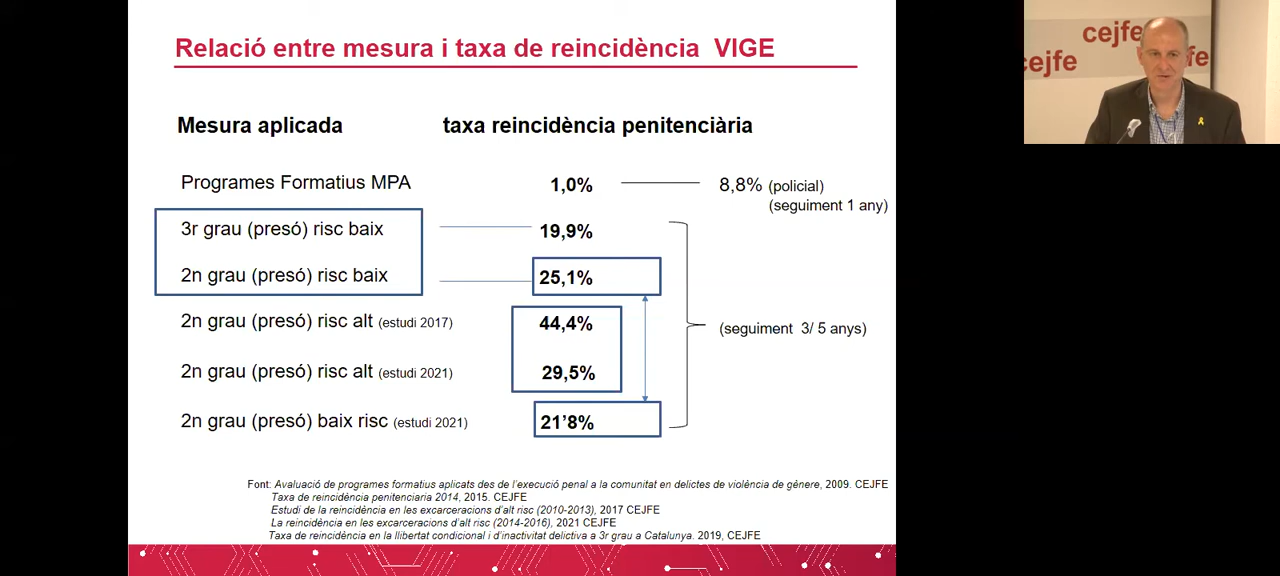 Relació entre mesura i taxa de reincidència VIGE
Mesura aplicada
taxa reincidència penitenciària
Programes Formatius MPA
1,0%
8,8% (policial)
(seguiment 1 any)
3r grau (presó) risc baix
19,9%
2n grau (presó) risc baix
25,1%
2n grau (presó) risc alt (estudi 2017)
44,4%
(seguiment 3/ 5 anys)
2n grau (presó) risc alt (estudi 2021)
29,5%
2n grau (presó) baix risc (estudi 2021)
21'8%
Font: Avaluació de programes formatius aplicats des de l'execució penal a la comunitat en delictes de violència de gènere, 2009. CEJFE
Taxa de reincidència penitenciaria 2014, 2015. CEJFE
Estudi de la reincidència en les excarceracions d'alt risc (2010-2013), 2017 CEJFE
La reincidència en les excarceracions d'alt risc (2014-2016), 2021 CEJFE
Taxa de reincidència en la llibertat condicional i d'inactivitat delictiva a 3r grau a Catalunya. 2019, CEJFE
cejfe
cejfe
fe